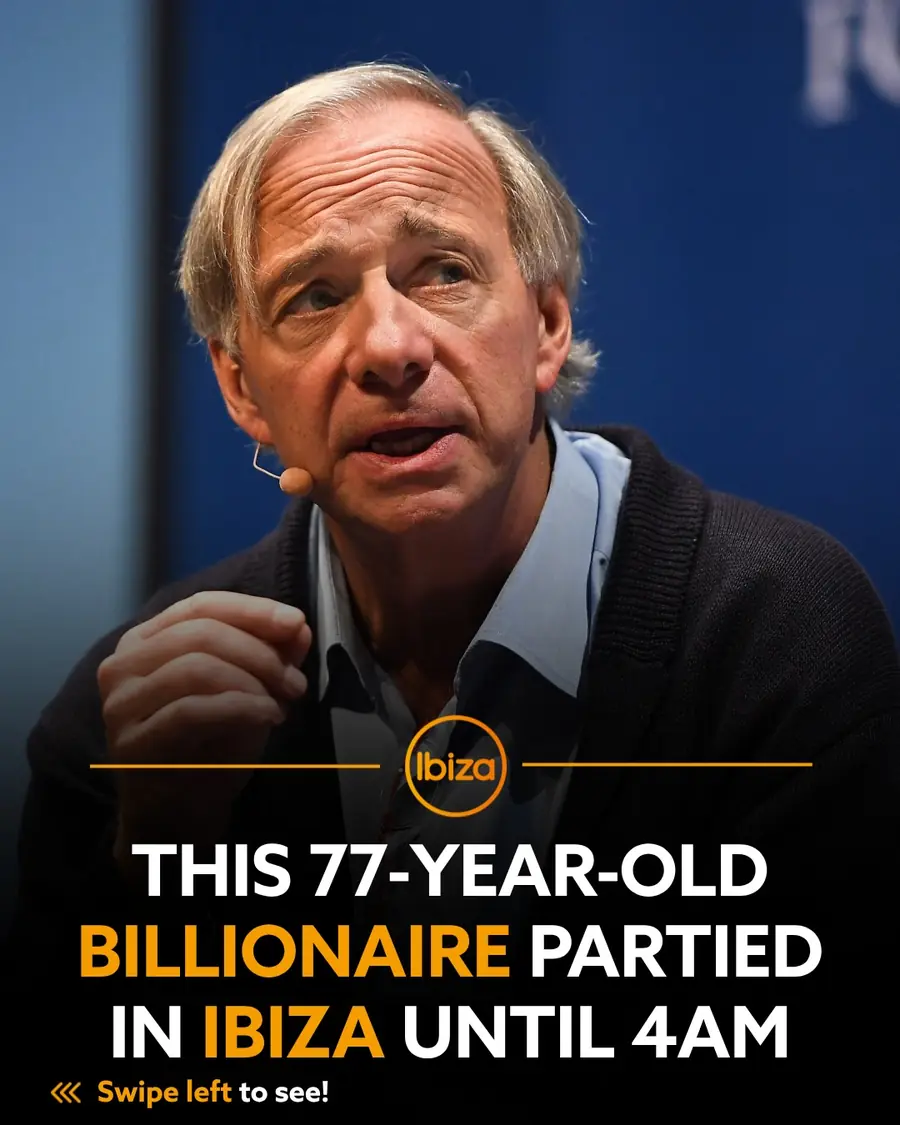 Ibiza
THIS 77-YEAR-OLD
BILLIONAIRE PARTIED
IN IBIZA UNTIL 4AM
Swipe left to see!